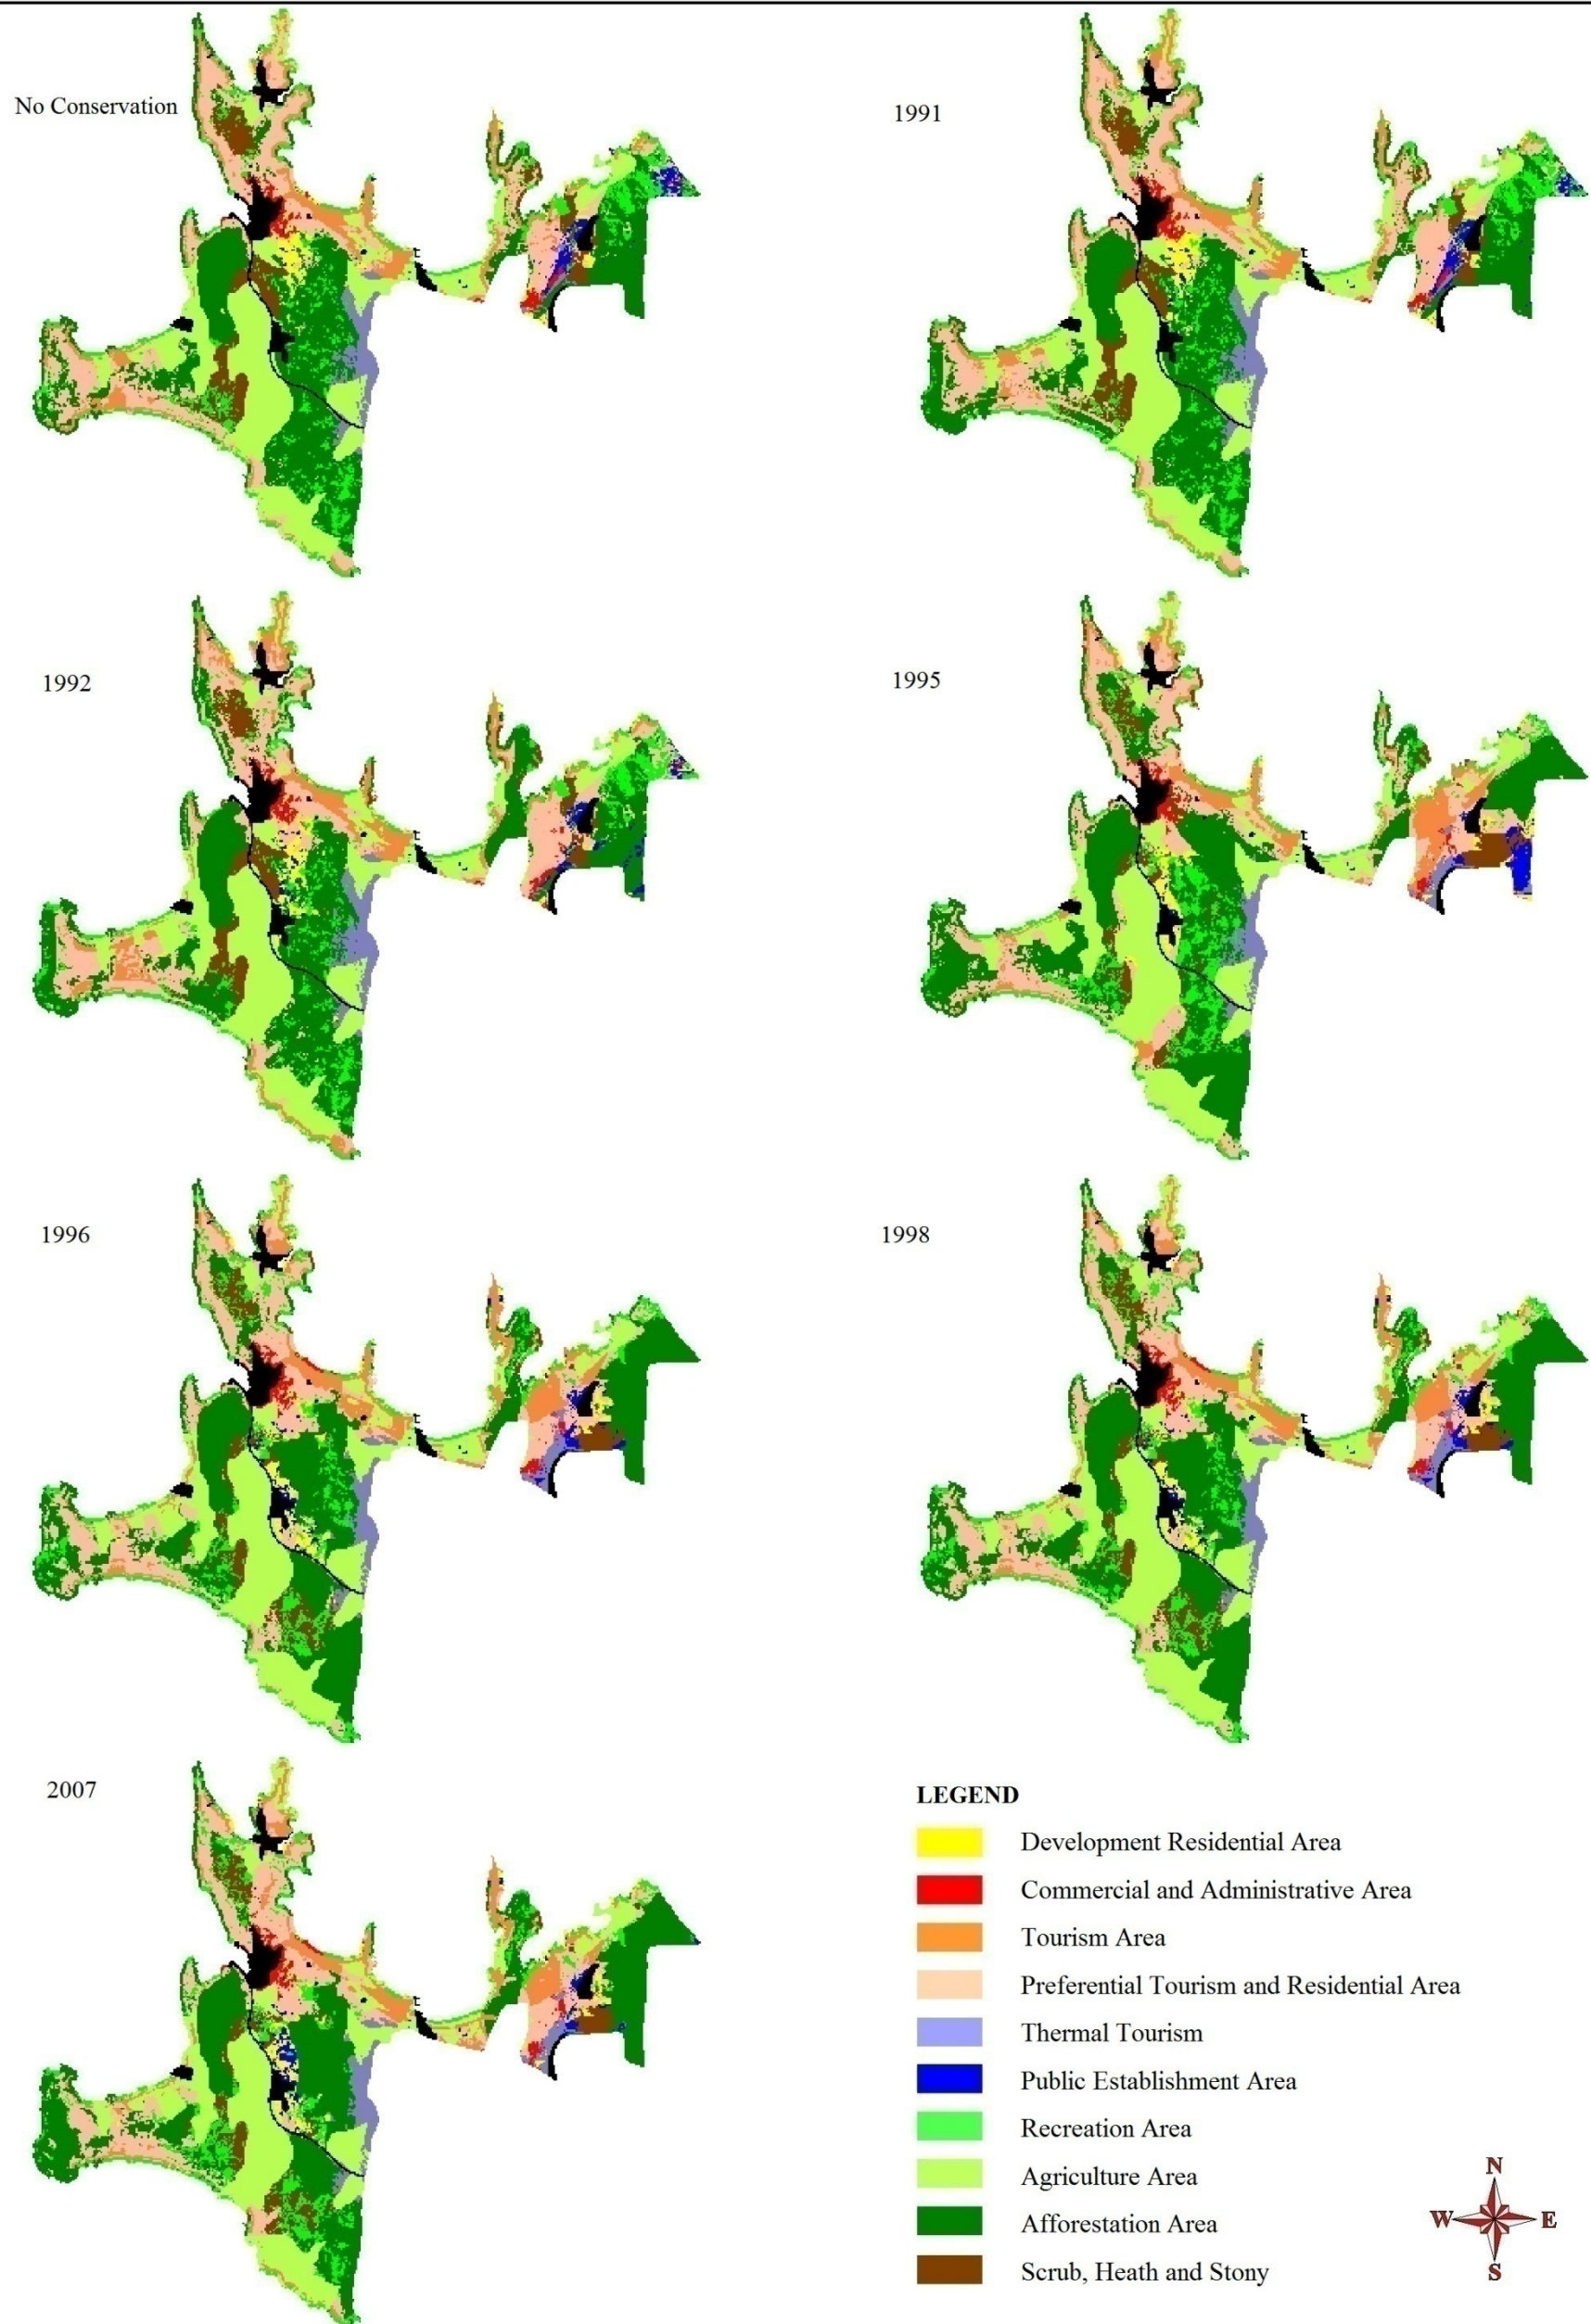 No Conservation
1991
1992
1995
1996
1998
2007
LEGEND
Development Residential Area
Commercial and Administrative Area
Tourism Area
Preferential Tourism and Residential Area
Thermal Tourism
Public Establishment Area
Recreation Area
Agriculture Area
Afforestation Area
Scrub, Heath and Stony
N
W E
S